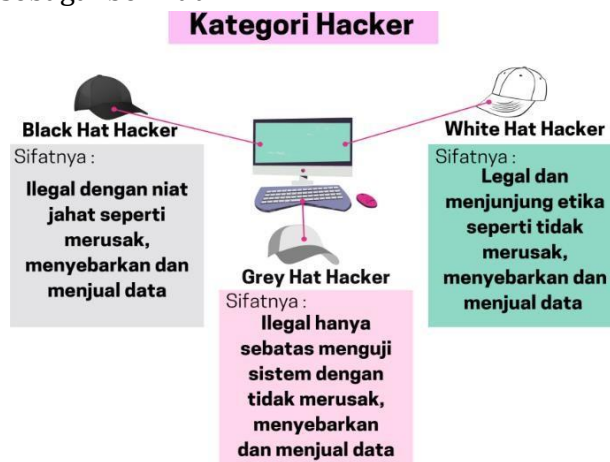 Kategori Hacker
Black Hat Hacker
Sifatnya :
Ilegal dengan niat
jahat seperti
merusak,
menyebarkan dan
menjual data
White Hat Hacker
Sifatnya :
Legal dan
menjunjung etika
seperti tidak
merusak,
menyebarkan dan
menjual data
Grey Hat Hacker
Sifatnya :
Ilegal hanya
sebatas menguji
sistem dengan
tidak merusak,
menyebarkan
dan menjual data